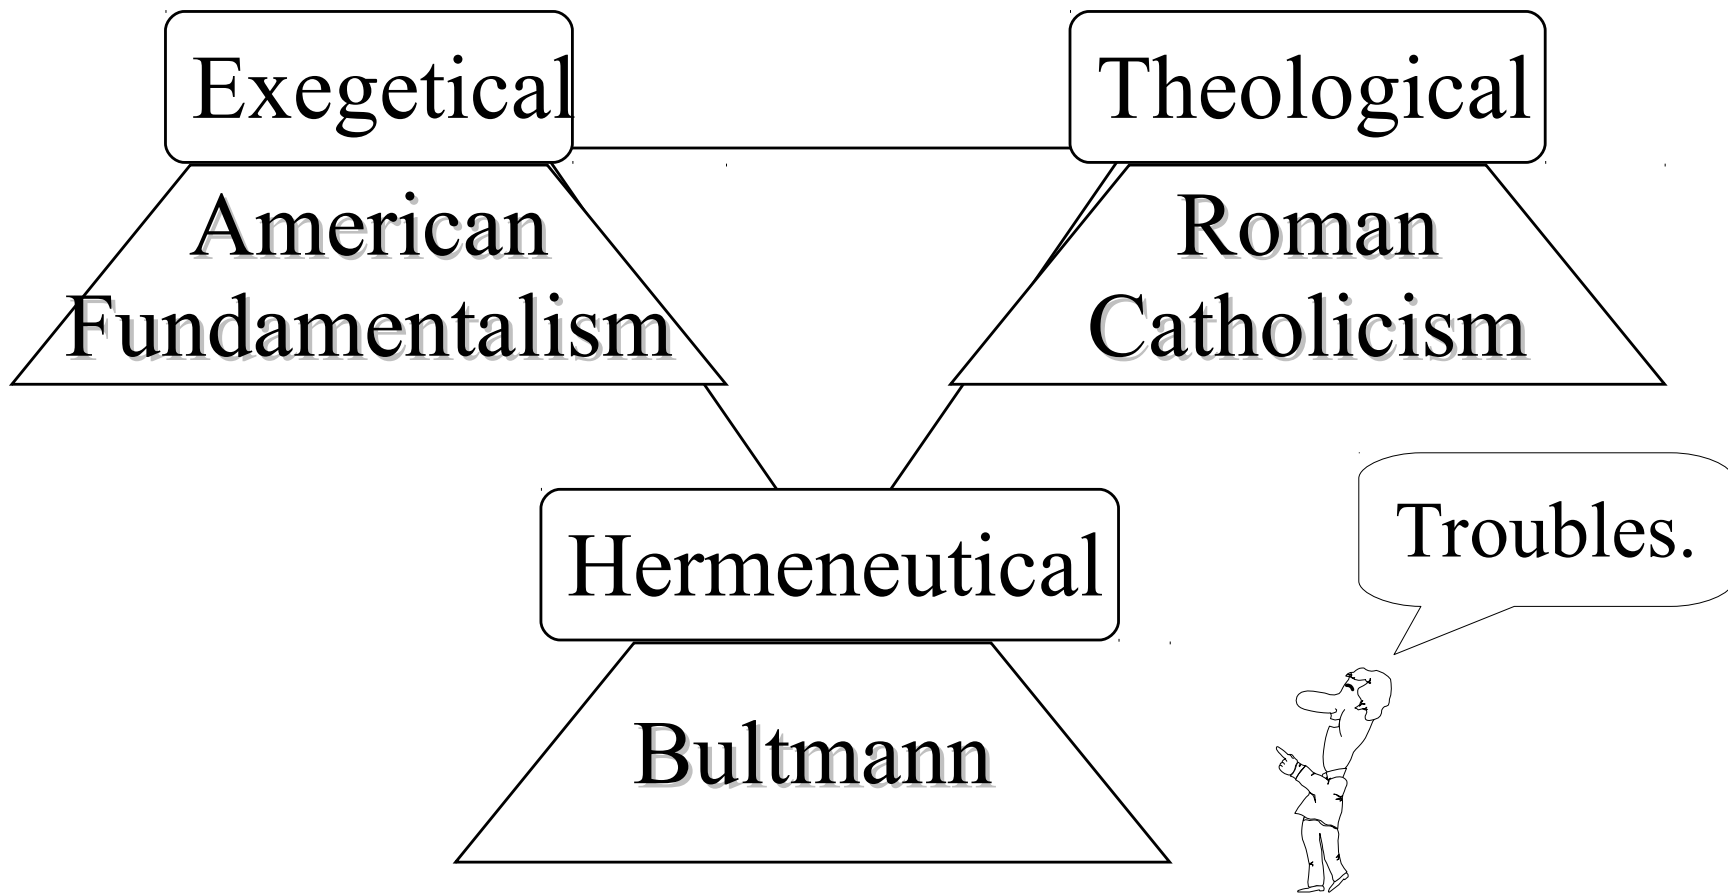 Exegetical
Theological
American
Fundamentalism
Roman
Catholicism
Hermeneutical
Troubles.
Bultmann